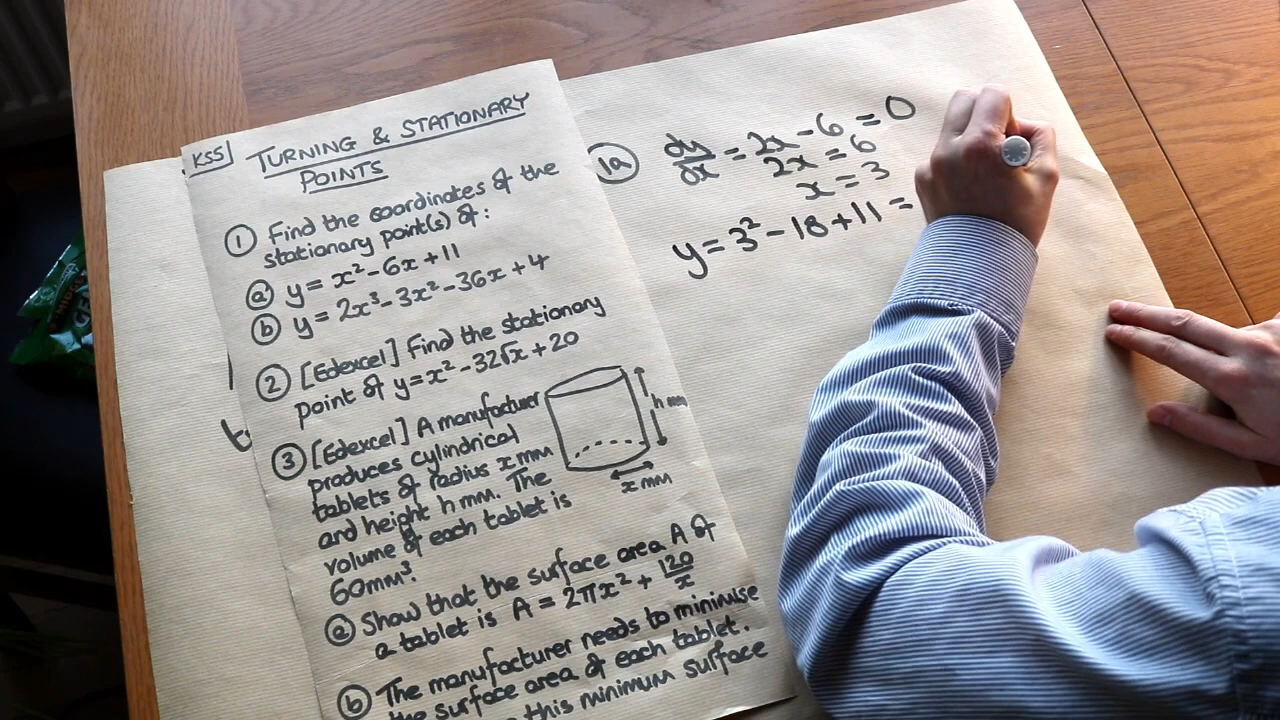 KS5
TURNING & STATIONARY
POINTS
① Find the coordinates of the
stationary point(s) of:
ⓐ y = x² - 6x + 11
ⓑ y = 2x³ - 3x² - 36x + 4
② [Edexcel] Find the stationary
point of y = x² - 32√x + 20
③ [Edexcel] A manufacturer
produces cylindrical
tablets of radius x mm
and height h mm. The
volume of each tablet is
60mm³.
h mm
x mm
ⓐ Show that the surface area A of
a tablet is A = 2πx² + 120/x
ⓑ The manufacturer needs to minimise
the surface area of each tablet.
this minimum surface
1a dy/dx = 2x - 6 = 0
2x = 6
x = 3
y = 3² - 18 + 11 =